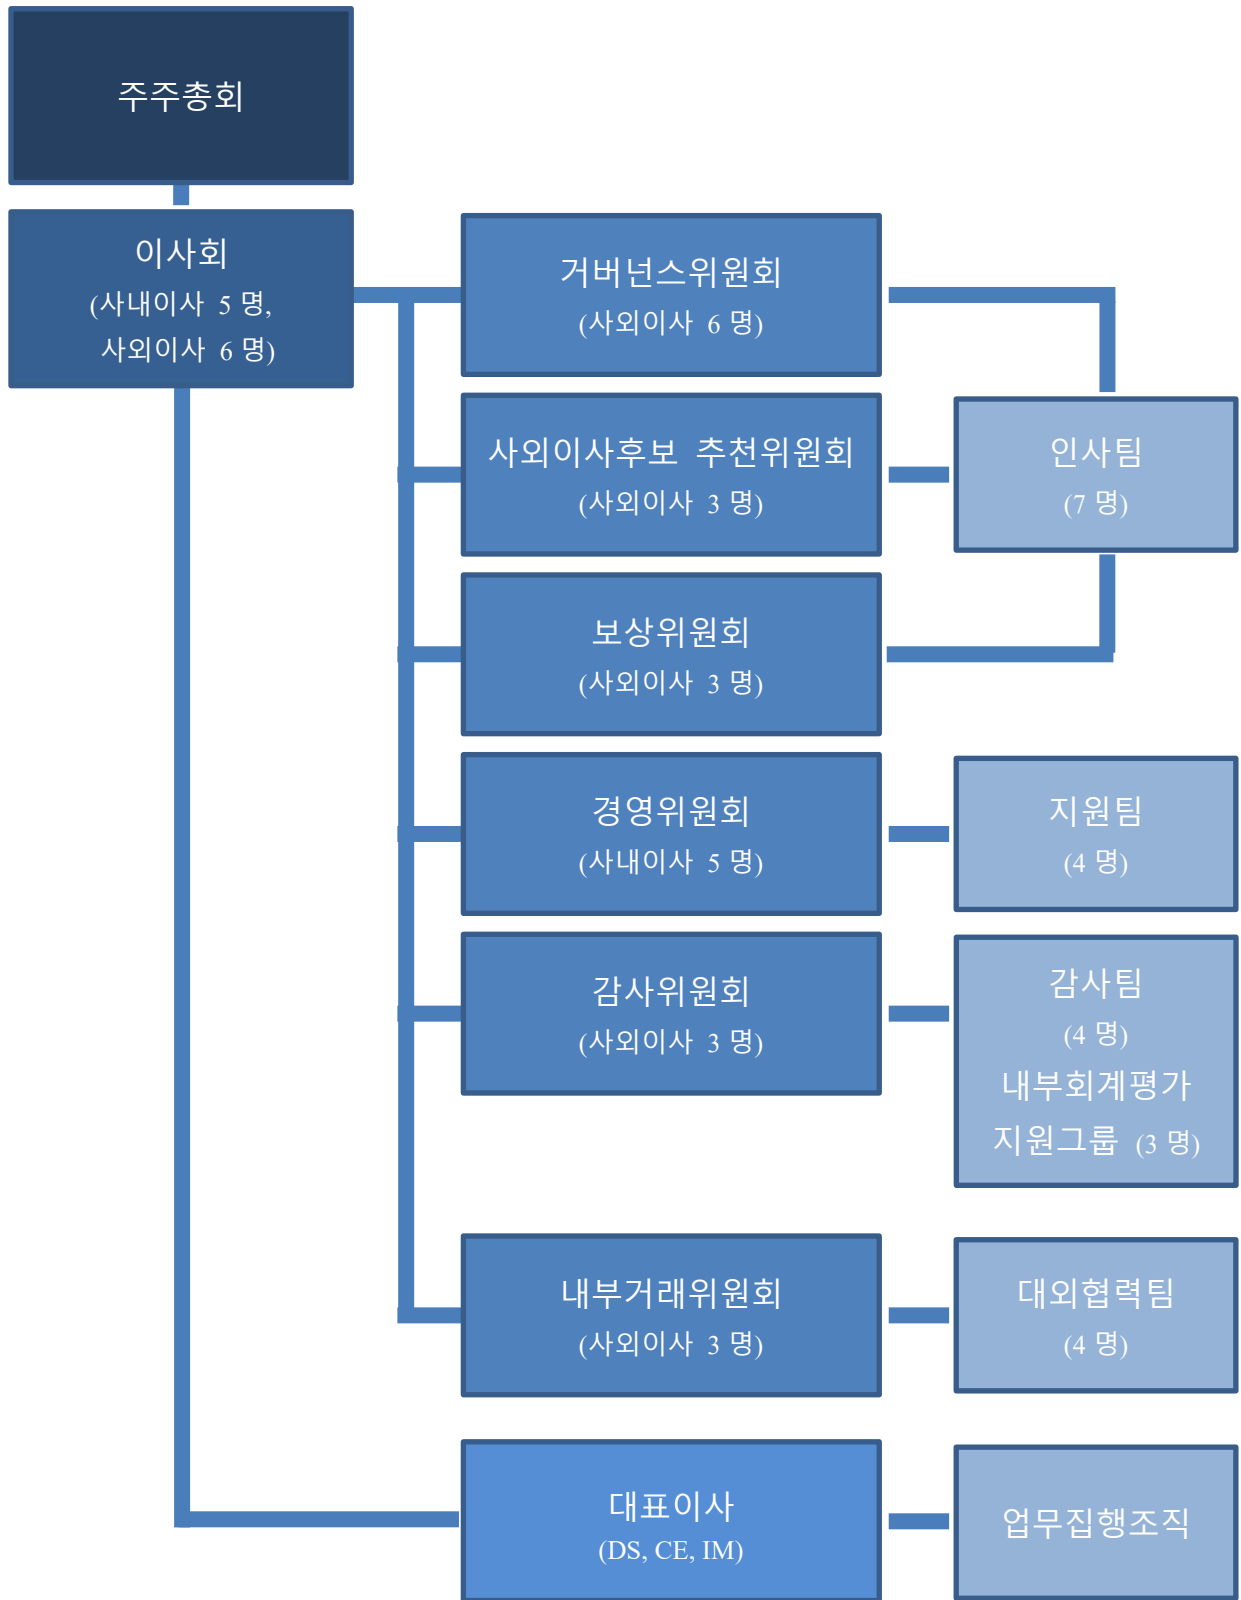 주주총회
이사회
(사내이사 5 명,
사외이사 6 명)
거버넌스위원회
(사외이사 6 명)
사외이사후보 추천위원회
(사외이사 3 명)
인사팀
(7 명)
보상위원회
(사외이사 3 명)
경영위원회
(사내이사 5 명)
지원팀
(4 명)
감사위원회
(사외이사 3 명)
감사팀
(4 명)
내부회계평가
지원그룹 (3 명)
내부거래위원회
(사외이사 3 명)
대외협력팀
(4 명)
대표이사
(DS, CE, IM)
업무집행조직